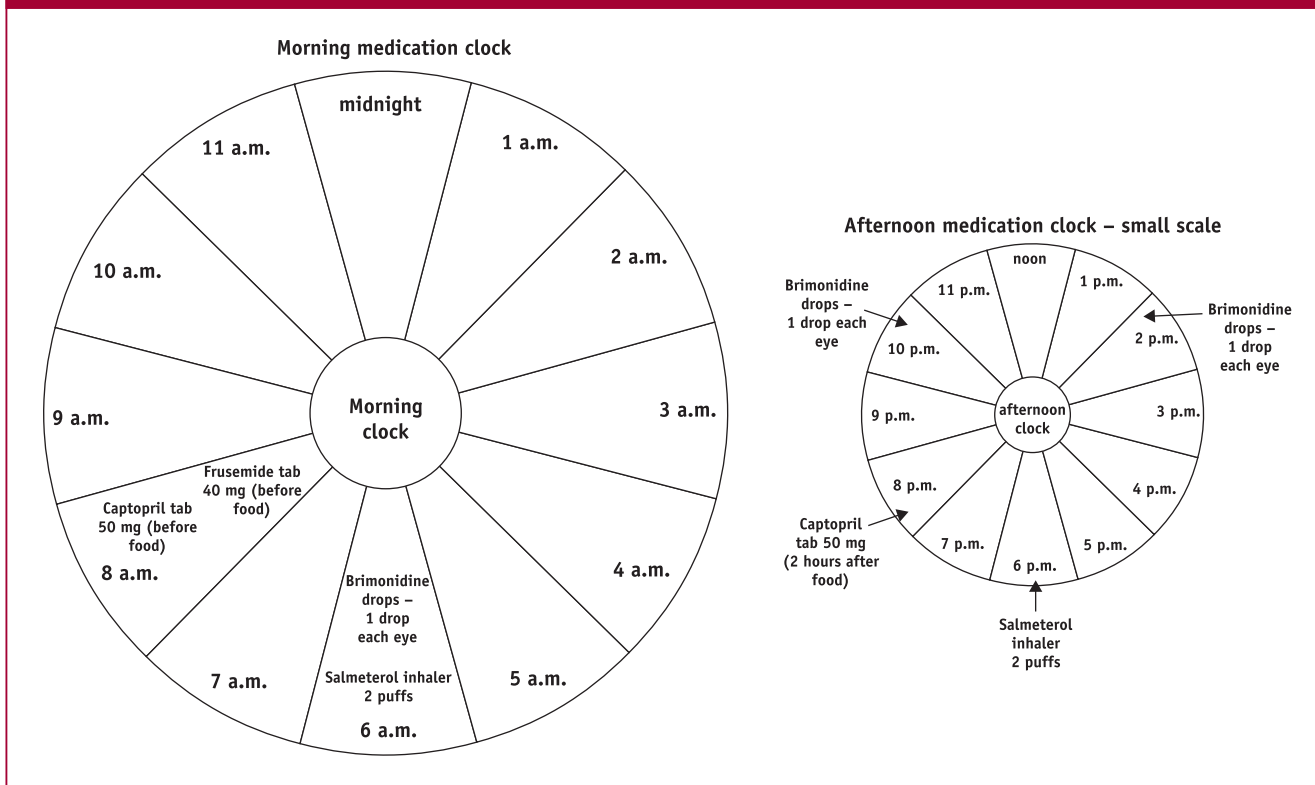 Morning medication clock
midnight
1 a.m.
2 a.m.
3 a.m.
4 a.m.
5 a.m.
Brimonidine
drops –
1 drop
each eye
Salmeterol inhaler
2 puffs
6 a.m.
7 a.m.
Frusemide tab
40 mg (before
food)
Captopril tab
50 mg (before
food)
8 a.m.
9 a.m.
10 a.m.
11 a.m.
Morning
clock
Afternoon medication clock – small scale
noon
1 p.m.
Brimonidine
drops –
1 drop
each eye
2 p.m.
3 p.m.
4 p.m.
5 p.m.
6 p.m.
Salmeterol
inhaler
2 puffs
7 p.m.
8 p.m.
Captopril
tab 50 mg
(2 hours after
food)
9 p.m.
Brimonidine
drops –
1 drop each
eye
10 p.m.
11 p.m.
afternoon
clock